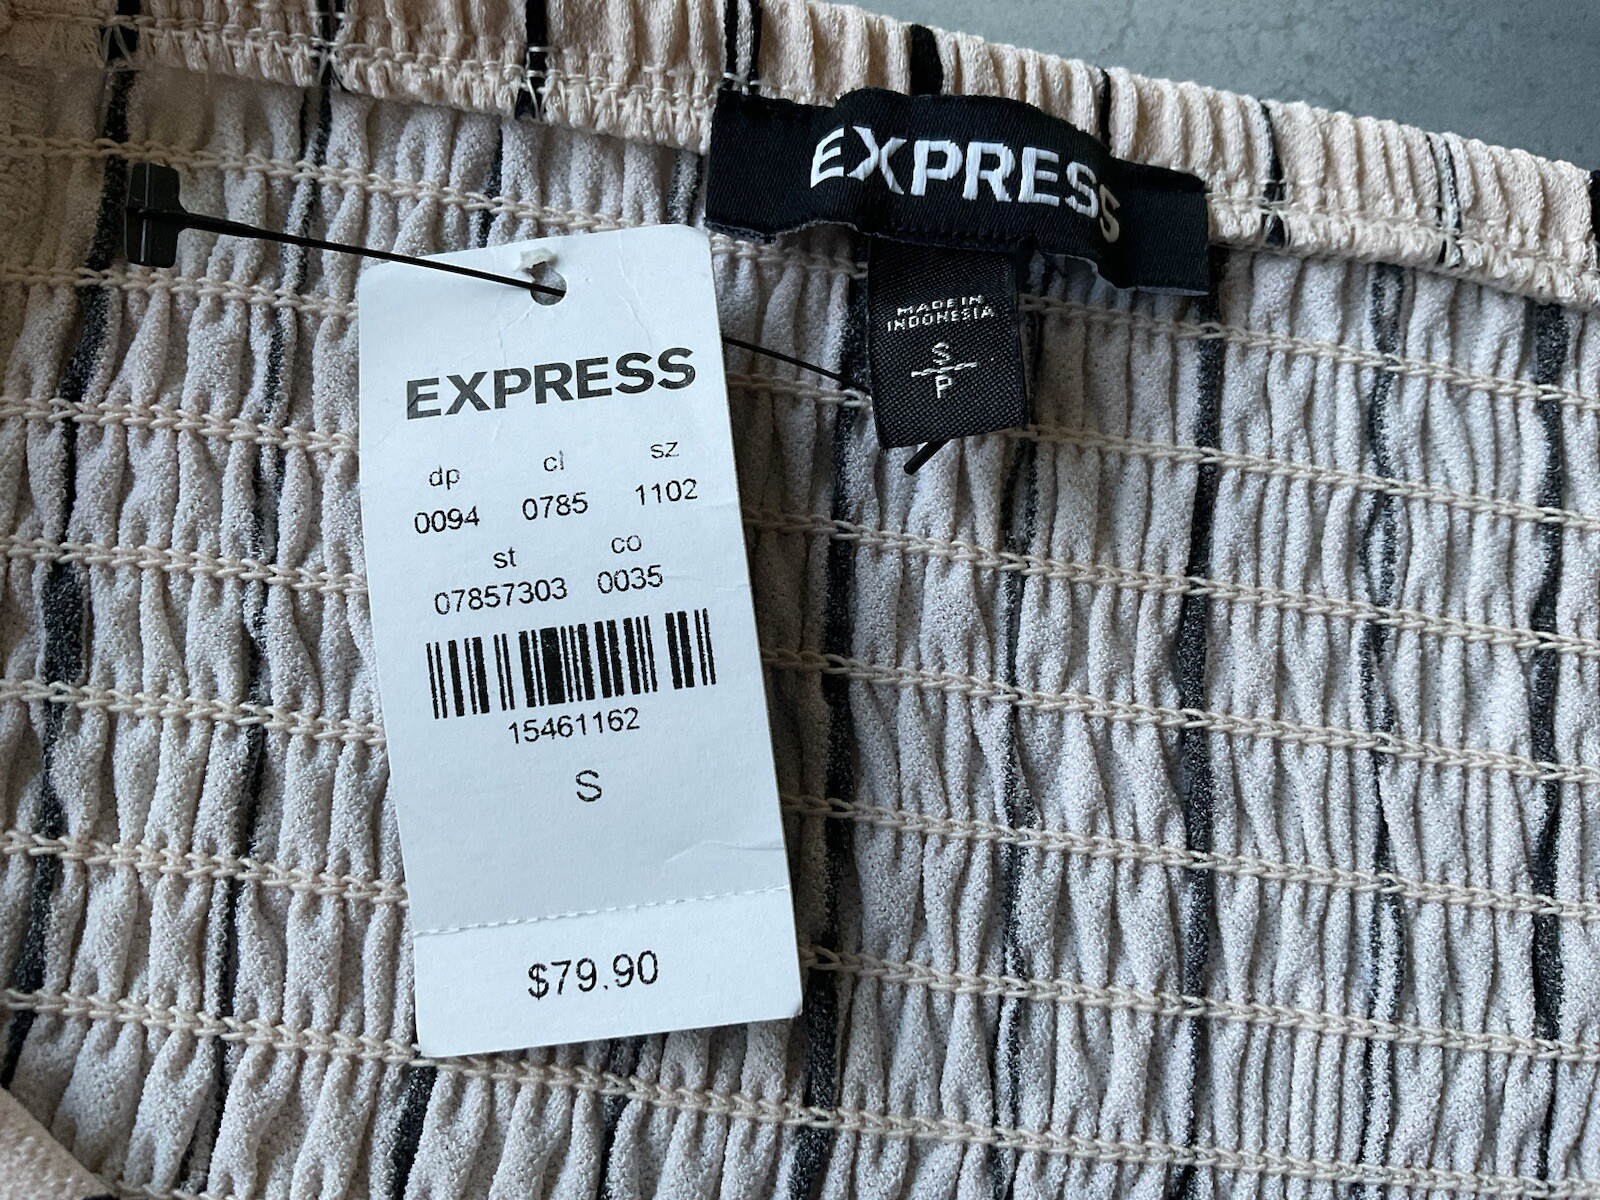 EXPRESS
MADE IN
INDONESIA
S
P
EXPRESS
dp cl sz
0094 0785 1102
st co
07857303 0035
15461162
S
$79.90